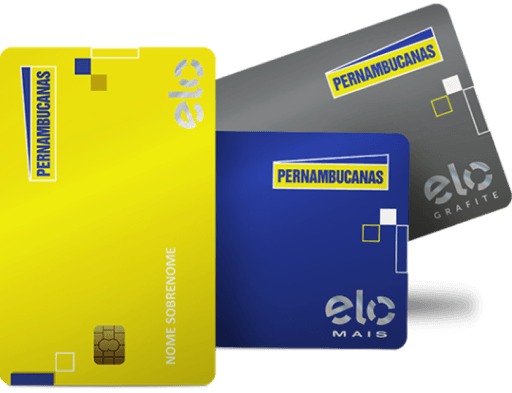 PERNAMBUCANAS
elo
NOME SOBRENOME
PERNAMBUCANAS
elo
MAIS
PERNAMBUCANAS
elo
GRAFITE